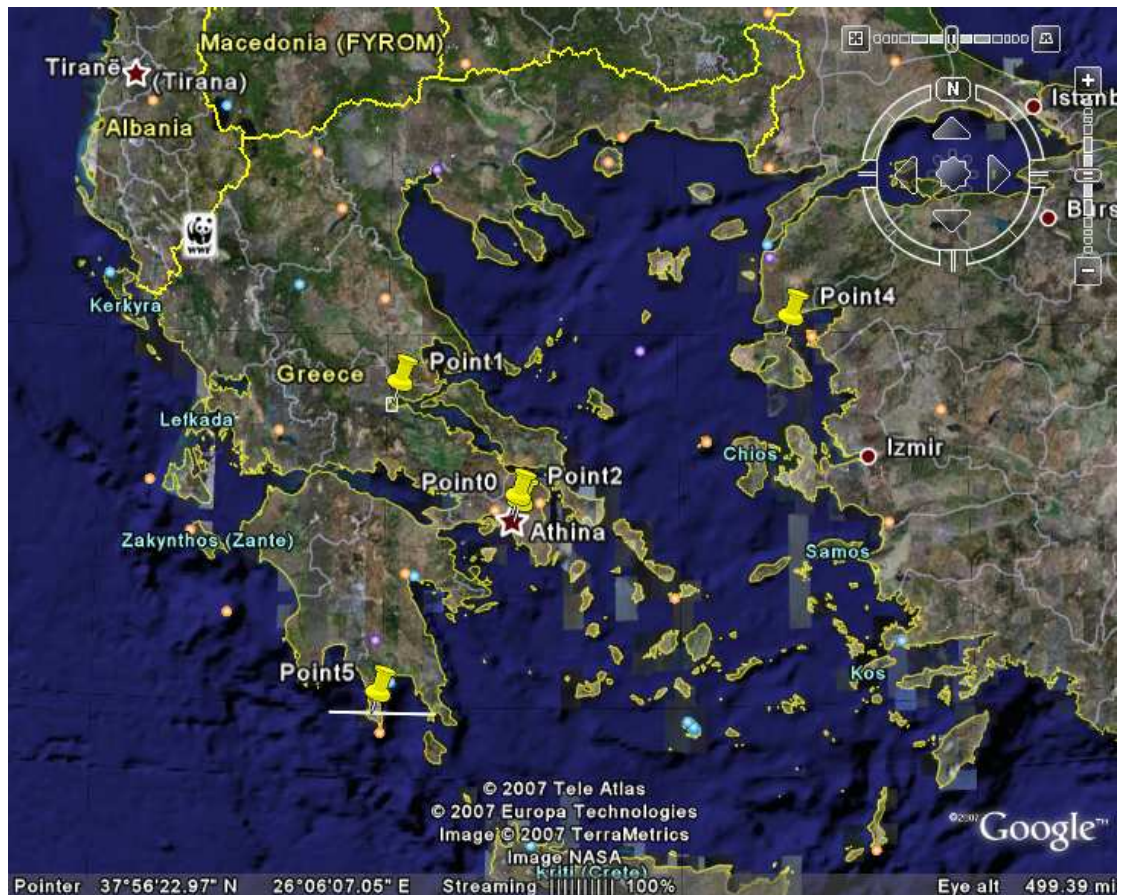 Macedonia (FYROM)
Tiranë
(Tirana)
Albania
N
Istanb
Burs
WWF
Kerkyra
Point4
Point1
Greece
Lefkada
Chios
Izmir
Point0
Point2
Athina
Zakynthos (Zante)
Samos
Point5
Kos
© 2007 Tele Atlas
© 2007 Europa Technologies
Image © 2007 TerraMetrics
Image NASA
©2007 Google™
Kriti (Crete)
Pointer 37°56'22.97" N 26°06'07.05" E Streaming |||||||||| 100% Eye alt 499.39 mi